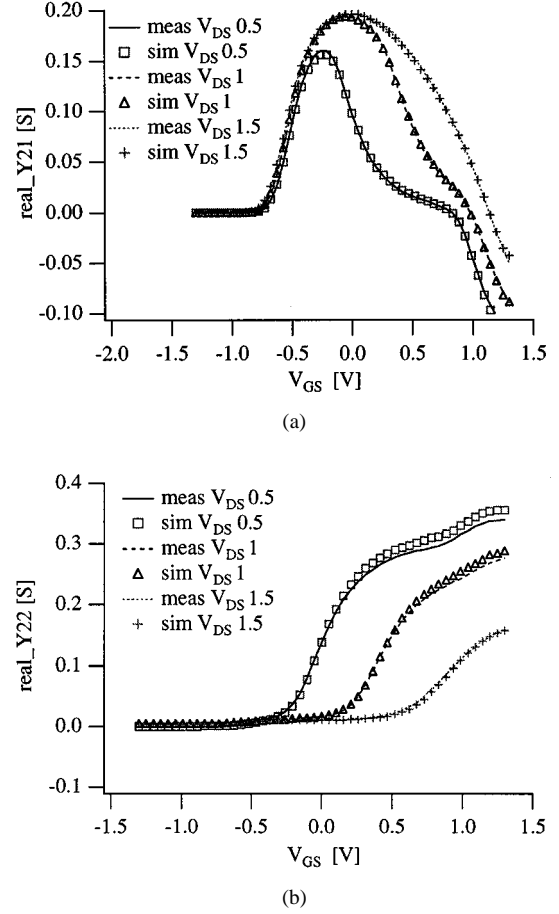 0.20
0.15
0.10
0.05
0.00
-0.05
-0.10
real_Y21 [S]
meas V_DS 0.5
sim V_DS 0.5
meas V_DS 1
sim V_DS 1
meas V_DS 1.5
sim V_DS 1.5
-2.0 -1.0 -0.5 0.0 0.5 1.0 1.5
V_GS [V]
(a)
0.4
0.3
0.2
0.1
0.0
-0.1
real_Y22 [S]
meas V_DS 0.5
sim V_DS 0.5
meas V_DS 1
sim V_DS 1
meas V_DS 1.5
sim V_DS 1.5
-1.5 -1.0 -0.5 0.0 0.5 1.0 1.5
V_GS [V]
(b)